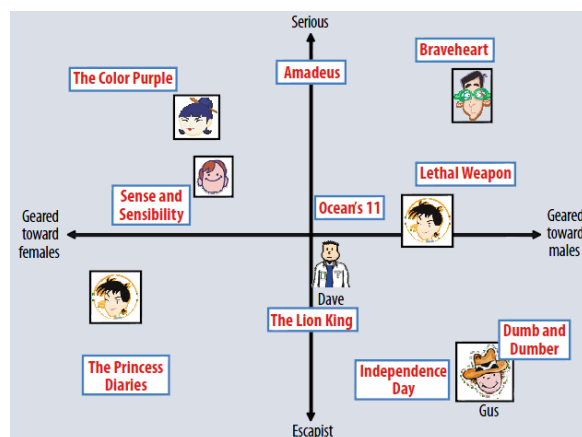 Serious
Braveheart
The Color Purple
Amadeus
Lethal Weapon
Sense and
Sensibility
Ocean's 11
Geared
toward
females
Geared
toward
males
Dave
The Lion King
Dumb and
Dumber
The Princess
Diaries
Independence
Day
Gus
Escapist